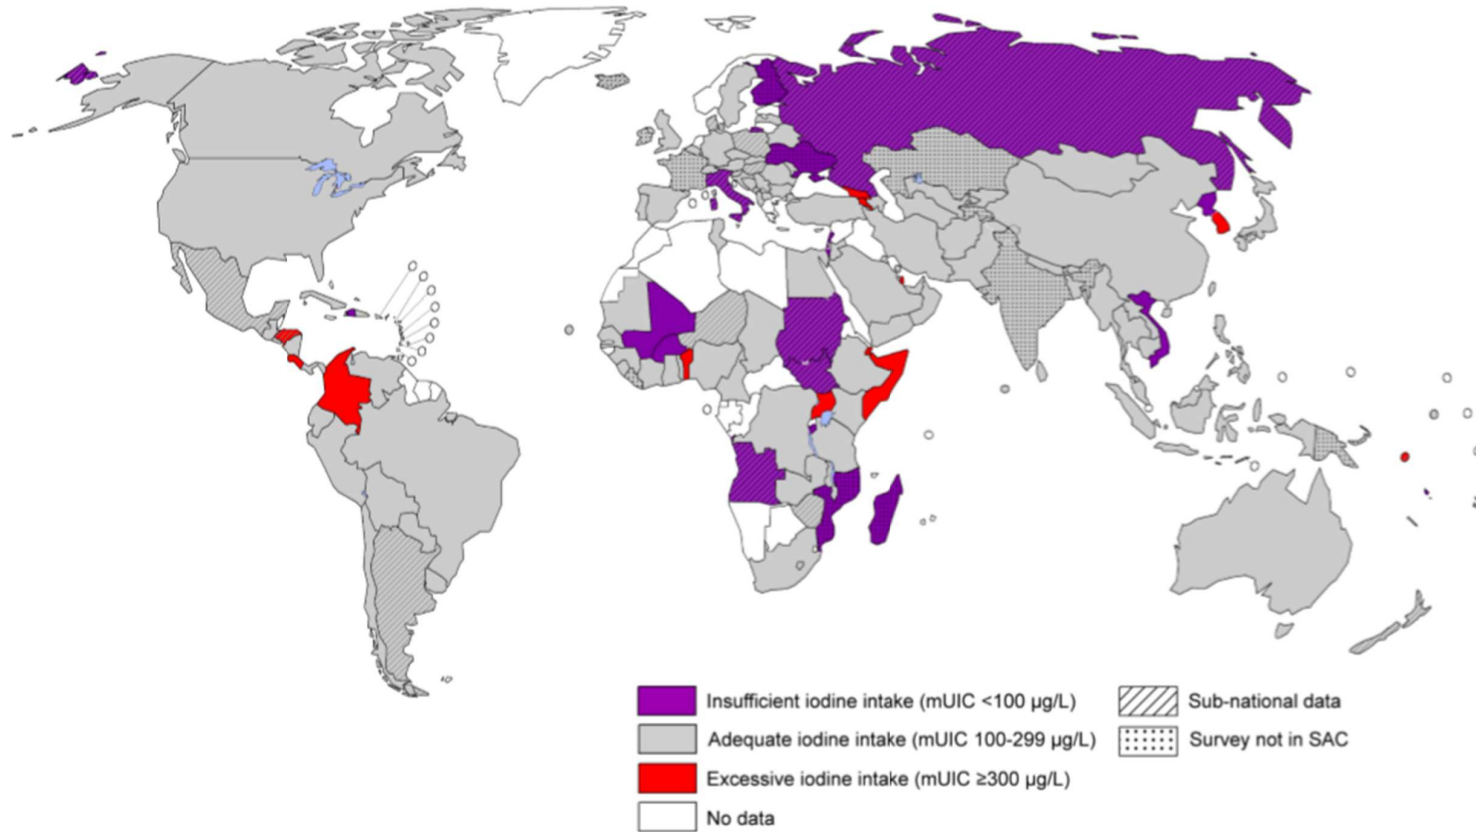 Insufficient iodine intake (mUIC <100 µg/L)
Adequate iodine intake (mUIC 100-299 µg/L)
Excessive iodine intake (mUIC ≥300 µg/L)
No data
Sub-national data
Survey not in SAC